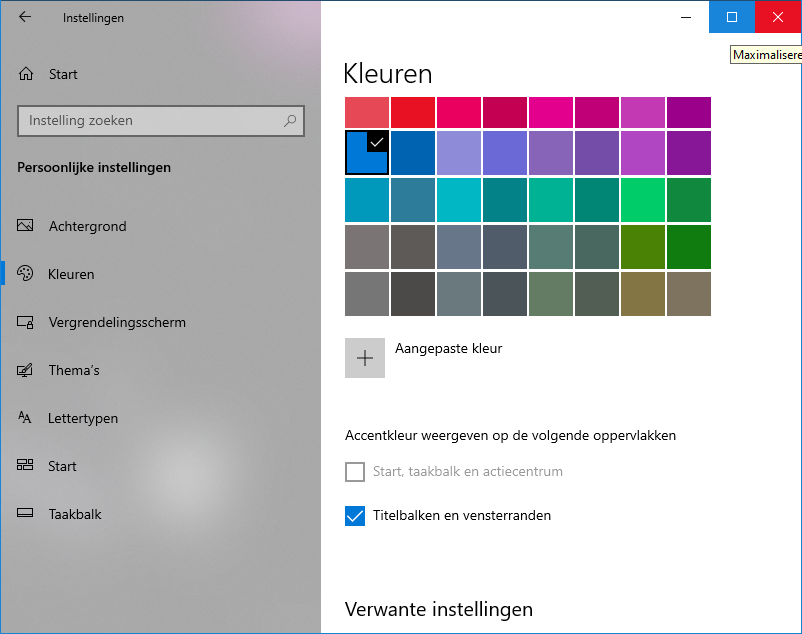 Instellingen
Start
Instelling zoeken
Persoonlijke instellingen
Achtergrond
Kleuren
Vergrendelingsscherm
Thema's
Lettertypen
Start
Taakbalk
Maximalisere
Kleuren
Aangepaste kleur
Accentkleur weergeven op de volgende oppervlakken
Start, taakbalk en actiecentrum
Titelbalken en vensterranden
Verwante instellingen